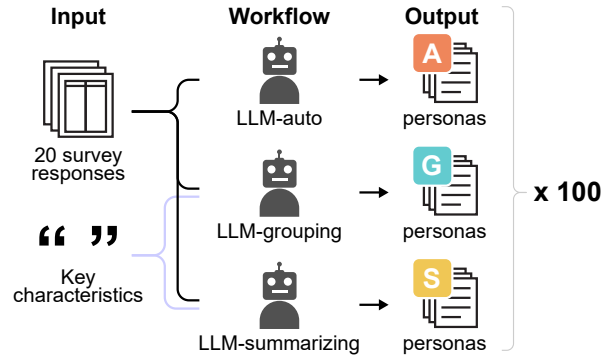 Input
Workflow
Output
20 survey
responses
“ ”
Key
characteristics
LLM-auto
LLM-grouping
LLM-summarizing
A
personas
G
personas
S
personas
x 100